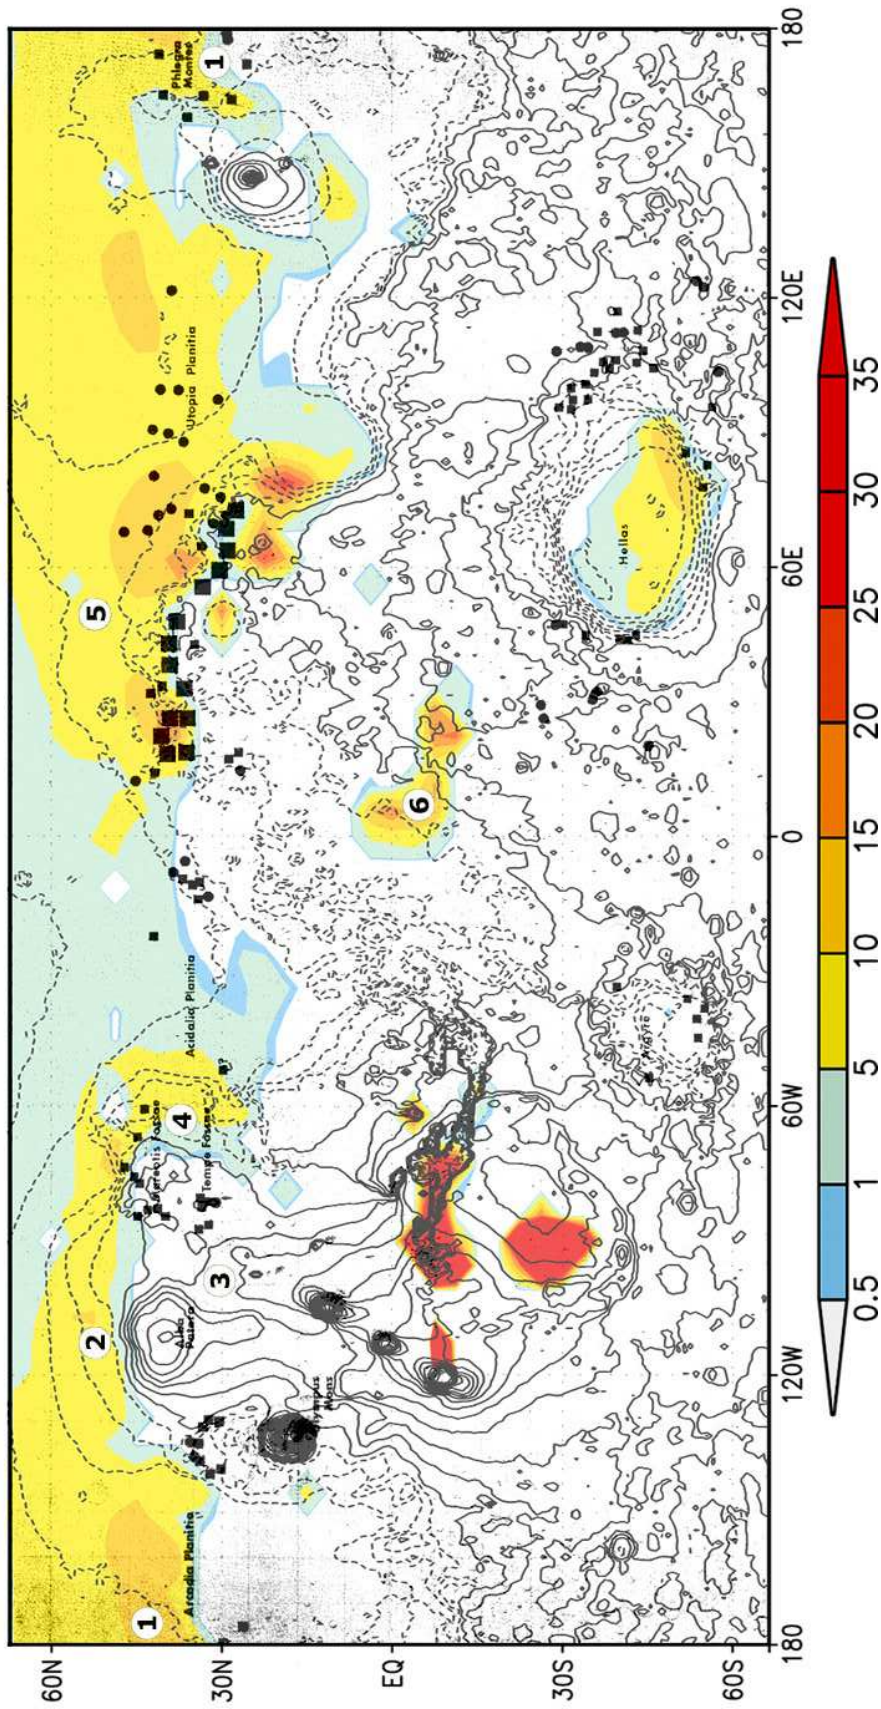 60N
30N
EQ
30S
60S
180
120W
60W
0
60E
120E
180
1
2
3
4
5
6
1
Arcadia Planitia
Alba
Patera
Olympus
Mons
Mareotis Fossae
Tempe Fossae
Acidalia Planitia
Utopia Planitia
Phlegra
Montes
Hellas
Argyre
0.5
1
5
10
15
20
25
30
35